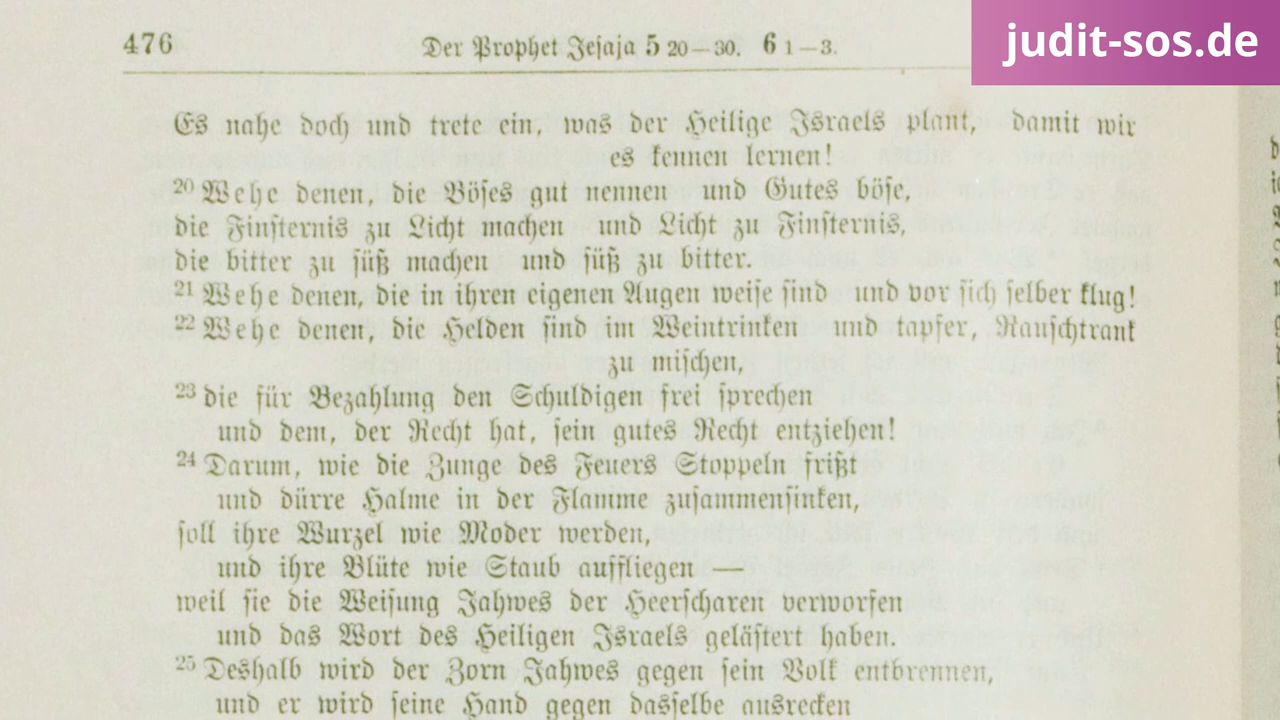 judit-sos.de
476 Der Prophet Jesaja 5 20—30. 6 1—3.
Es nahe doch und trete ein, was der Heilige Israels plant, damit wir
es kennen lernen!
20 Wehe denen, die Böses gut nennen und Gutes böse,
die Finsternis zu Licht machen und Licht zu Finsternis,
die bitter zu süß machen und süß zu bitter.
21 Wehe denen, die in ihren eigenen Augen weise sind und vor sich selber klug!
22 Wehe denen, die Helden sind im Weintrinken und tapfer, Rauschtrank
zu mischen,
23 die für Bezahlung den Schuldigen frei sprechen
und dem, der Recht hat, sein gutes Recht entziehen!
24 Darum, wie die Zunge des Feuers Stoppeln frißt
und dürre Halme in der Flamme zusammensinken,
soll ihre Wurzel wie Moder werden,
und ihre Blüte wie Staub auffliegen —
weil sie die Weisung Jahwes der Heerscharen verworfen
und das Wort des Heiligen Israels gelästert haben.
25 Deshalb wird der Zorn Jahwes gegen sein Volk entbrennen,
und er wird seine Hand gegen dasselbe ausrecken